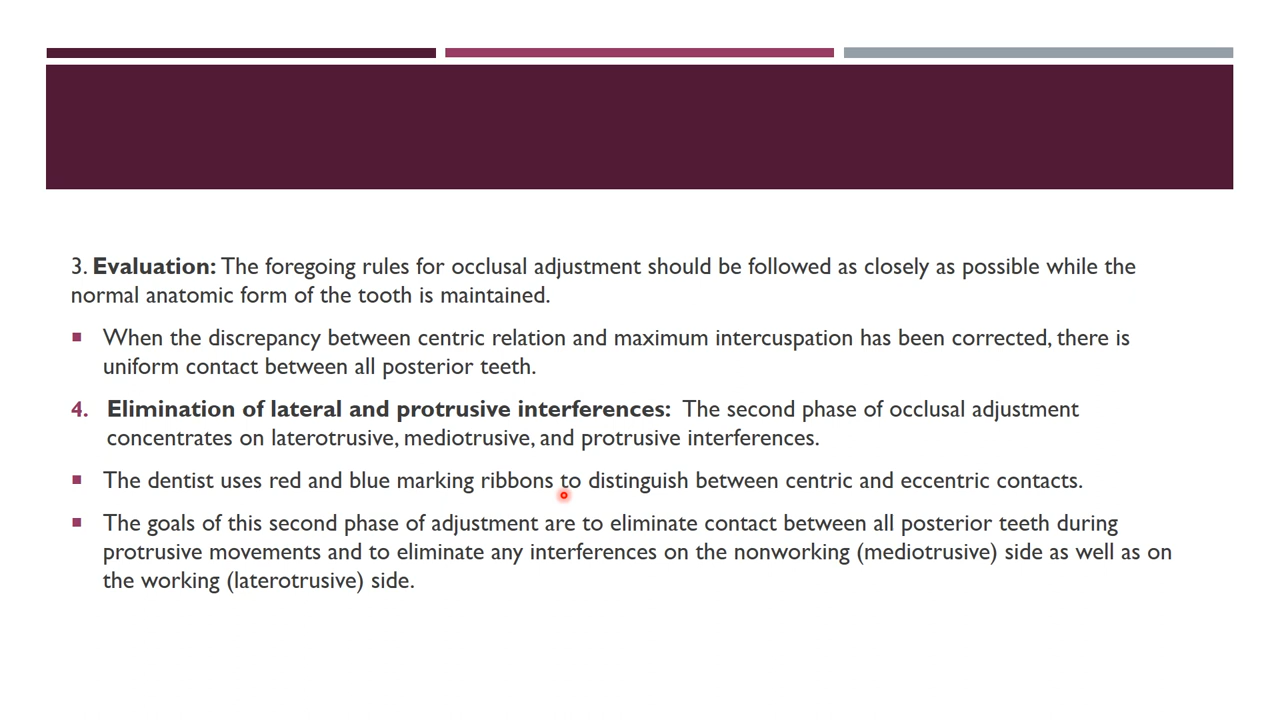 3. Evaluation: The foregoing rules for occlusal adjustment should be followed as closely as possible while the
normal anatomic form of the tooth is maintained.
When the discrepancy between centric relation and maximum intercuspation has been corrected, there is
uniform contact between all posterior teeth.
4. Elimination of lateral and protrusive interferences: The second phase of occlusal adjustment
concentrates on laterotrusive, mediotrusive, and protrusive interferences.
The dentist uses red and blue marking ribbons to distinguish between centric and eccentric contacts.
The goals of this second phase of adjustment are to eliminate contact between all posterior teeth during
protrusive movements and to eliminate any interferences on the nonworking (mediotrusive) side as well as on
the working (laterotrusive) side.